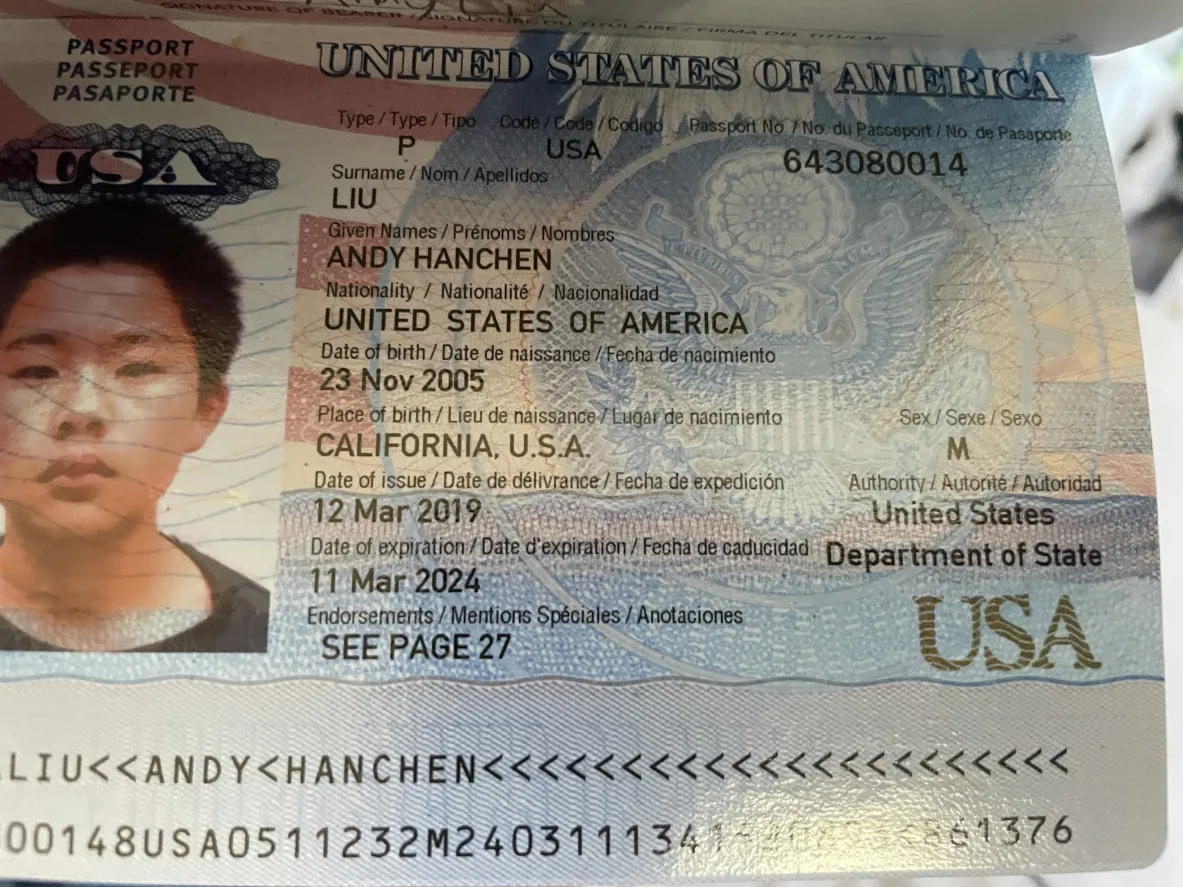 SIGNATURE OF BEARER / SIGNATURE DU TITULAIRE / FIRMA DEL TITULAR
PASSPORT
PASSEPORT
PASAPORTE
USA
UNITED STATES OF AMERICA
Type / Type / Tipo Code / Code / Codigo Passport No. / No. du Passeport / No. de Pasaporte
P USA 643080014
Surname / Nom / Apellidos
LIU
Given Names / Prénoms / Nombres
ANDY HANCHEN
Nationality / Nationalité / Nacionalidad
UNITED STATES OF AMERICA
Date of birth / Date de naissance / Fecha de nacimiento
23 Nov 2005
Place of birth / Lieu de naissance / Lugar de nacimiento Sex / Sexe / Sexo
CALIFORNIA, U.S.A. M
Date of issue / Date de délivrance / Fecha de expedición Authority / Autorité / Autoridad
12 Mar 2019 United States
Date of expiration / Date d'expiration / Fecha de caducidad Department of State
11 Mar 2024
Endorsements / Mentions Spéciales / Anotaciones
SEE PAGE 27
USA
LIU<<ANDY<HANCHEN<<<<<<<<<<<<<<<<<<<<<<<
00148USA0511232M240311134 861376